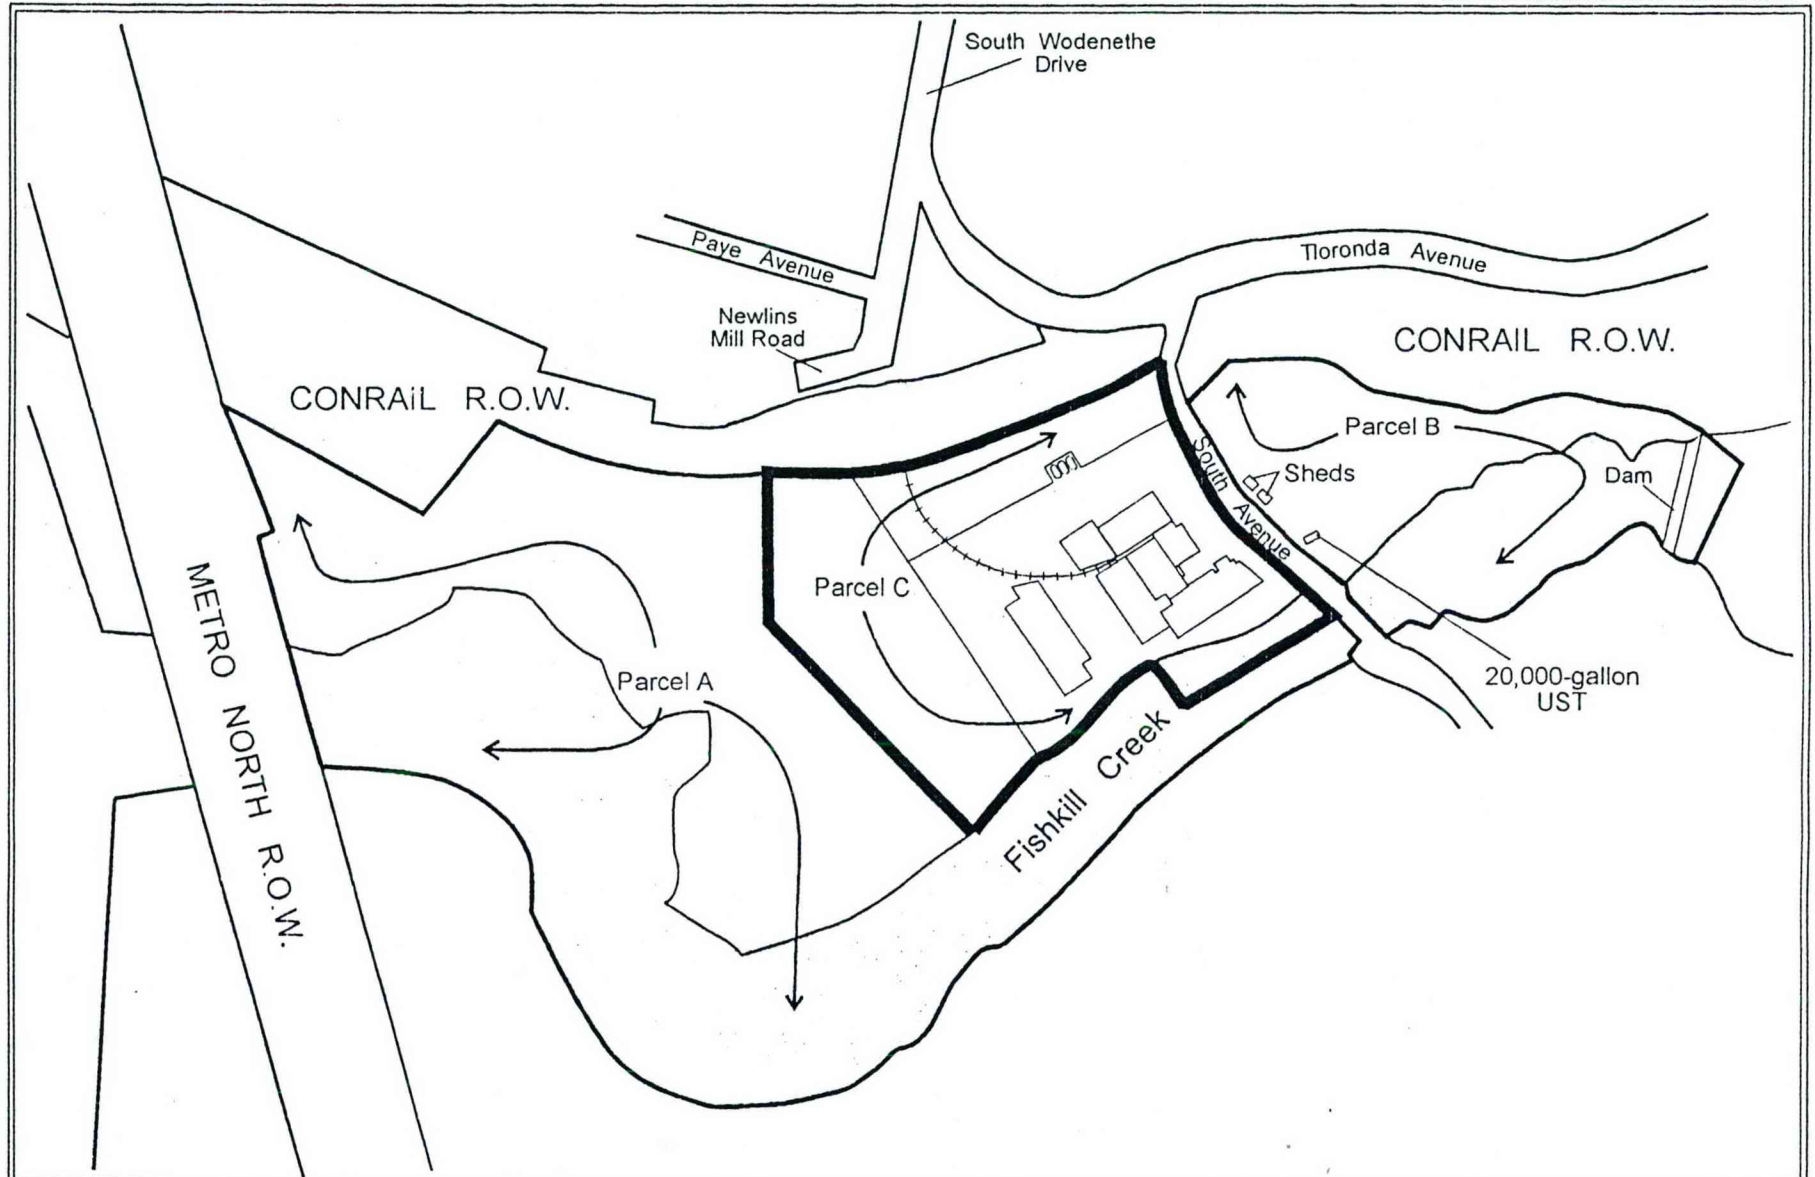 South Wodenethe
Drive
Paye Avenue
Tioronda Avenue
Newlins
Mill Road
CONRAIL R.O.W.
CONRAiL R.O.W.
Parcel B
South Avenue
Sheds
Dam
Parcel C
METRO NORTH R.O.W.
Parcel A
20,000-gallon
UST
Fishkill Creek